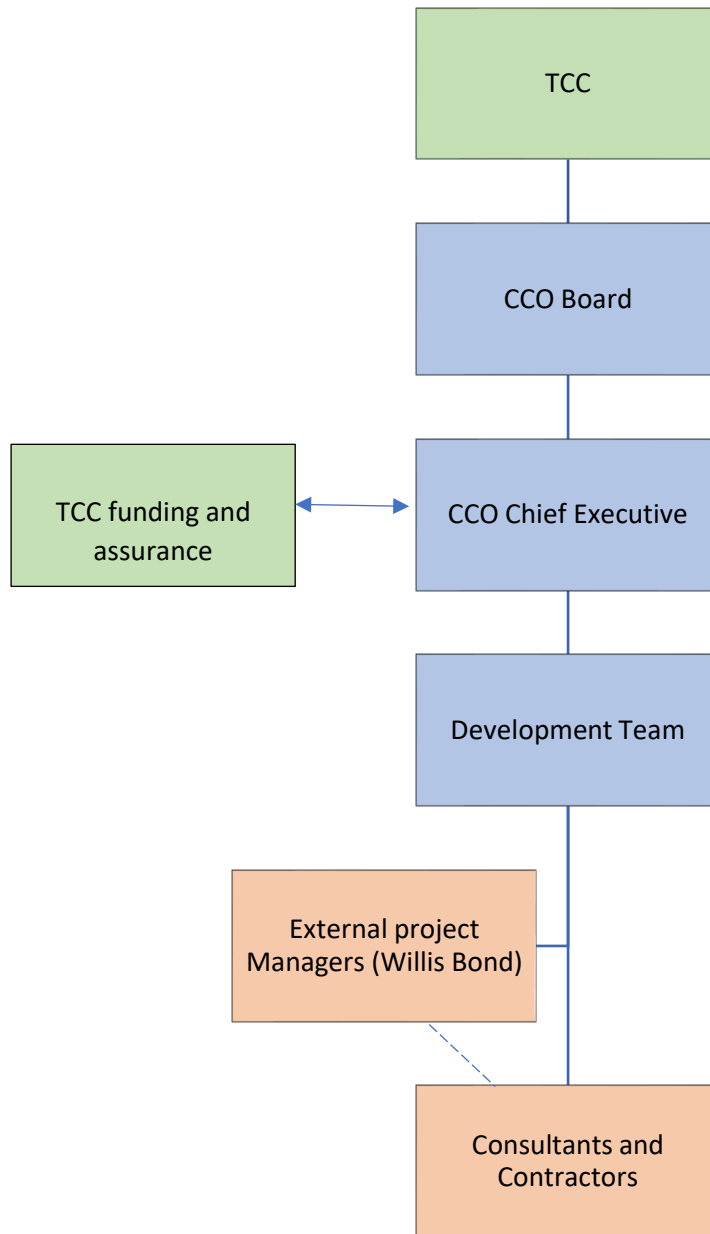 TCC
CCO Board
TCC funding and
assurance
CCO Chief Executive
Development Team
External project
Managers (Willis Bond)
Consultants and
Contractors